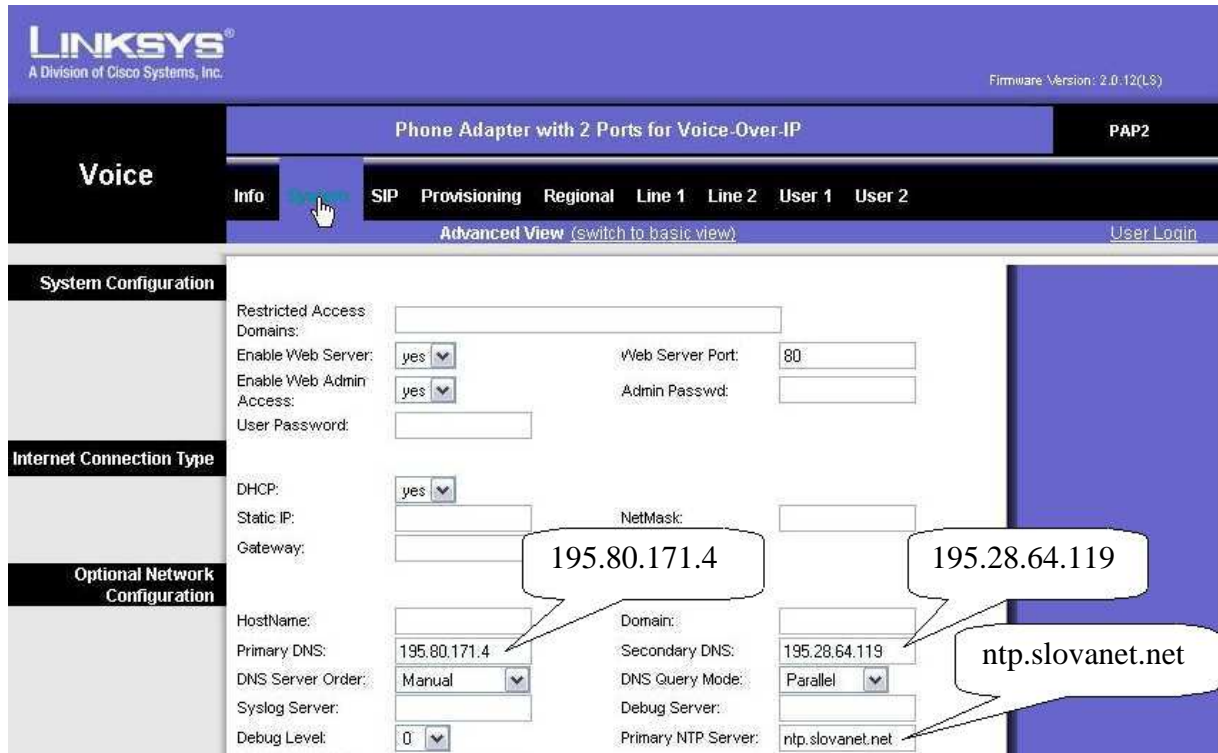 LINKSYS®
A Division of Cisco Systems, Inc.
Firmware Version: 2.0.12(LS)
Phone Adapter with 2 Ports for Voice-Over-IP
PAP2
Voice
Info System SIP Provisioning Regional Line 1 Line 2 User 1 User 2
Advanced View (switch to basic view) User Login
System Configuration
Restricted Access Domains:
Enable Web Server: yes Web Server Port: 80
Enable Web Admin Access: yes Admin Passwd:
User Password:
Internet Connection Type
DHCP: yes
Static IP: NetMask:
Gateway:
195.80.171.4
195.28.64.119
Optional Network Configuration
HostName: Domain:
Primary DNS: 195.80.171.4 Secondary DNS: 195.28.64.119
ntp.slovanet.net
DNS Server Order: Manual DNS Query Mode: Parallel
Syslog Server: Debug Server:
Debug Level: 0 Primary NTP Server: ntp.slovanet.net